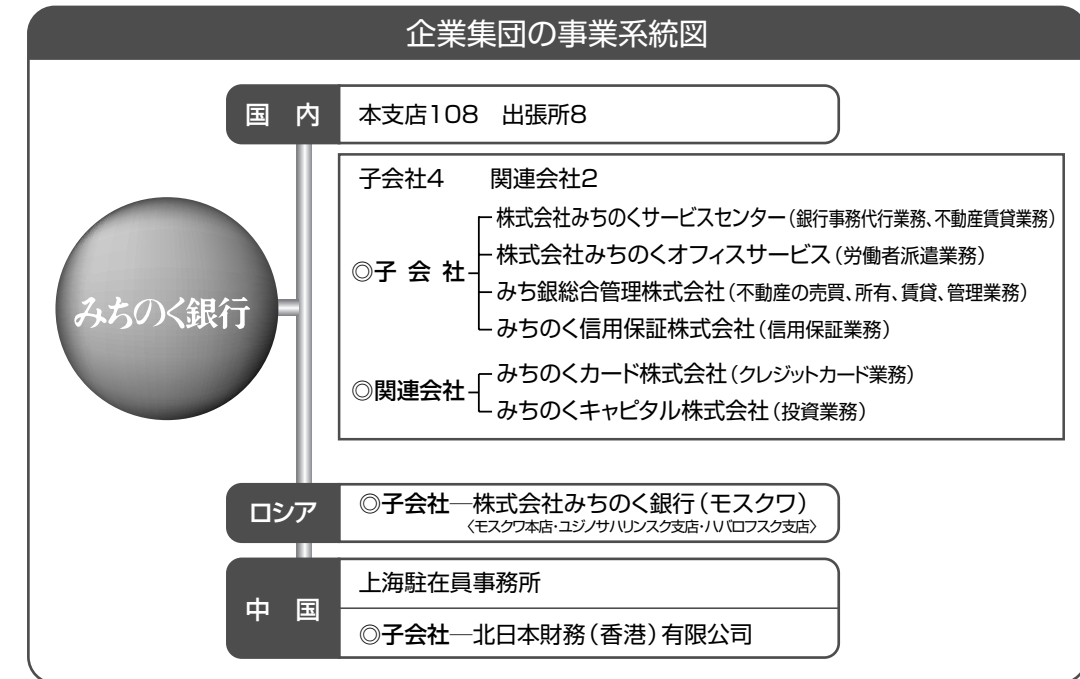 企業集団の事業系統図
国内
本支店108 出張所8
みちのく銀行
子会社4 関連会社2
◎子会社
株式会社みちのくサービスセンター(銀行事務代行業務、不動産賃貸業務)
株式会社みちのくオフィスサービス(労働者派遣業務)
みち銀総合管理株式会社(不動産の売買、所有、賃貸、管理業務)
みちのく信用保証株式会社(信用保証業務)
◎関連会社
みちのくカード株式会社(クレジットカード業務)
みちのくキャピタル株式会社(投資業務)
ロシア
◎子会社─株式会社みちのく銀行(モスクワ)
〈モスクワ本店・ユジノサハリンスク支店・ハバロフスク支店〉
中国
上海駐在員事務所
◎子会社─北日本財務(香港)有限公司